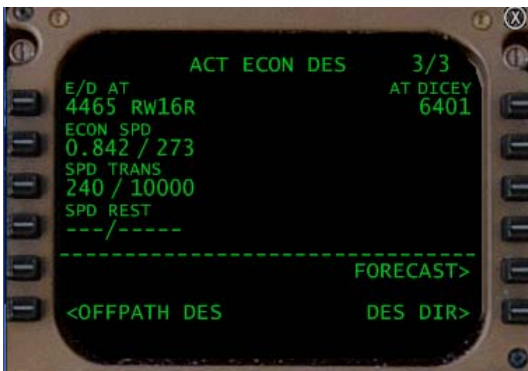 ACT ECON DES 3/3
E/D AT AT DICEY
4465 RW16R 6401
ECON SPD
0.842 / 273
SPD TRANS
240 / 10000
SPD REST
---/-----
--------------------------------
FORECAST>
<OFFPATH DES DES DIR>
X